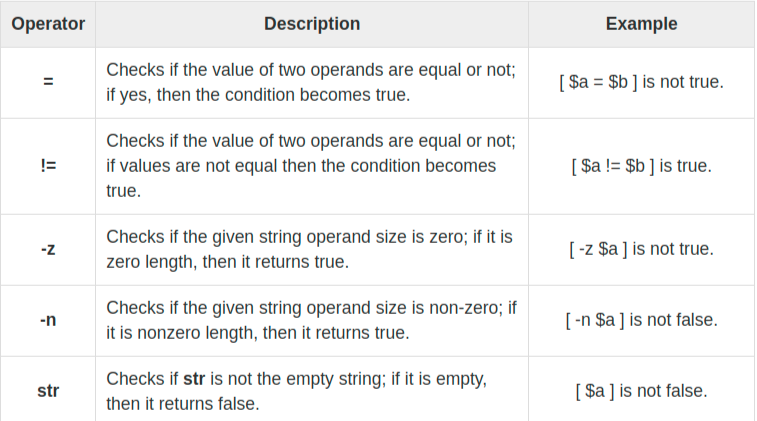 Operator Description Example
= Checks if the value of two operands are equal or not; if yes, then the condition becomes true. [ $a = $b ] is not true.
!= Checks if the value of two operands are equal or not; if values are not equal then the condition becomes true. [ $a != $b ] is true.
-z Checks if the given string operand size is zero; if it is zero length, then it returns true. [ -z $a ] is not true.
-n Checks if the given string operand size is non-zero; if it is nonzero length, then it returns true. [ -n $a ] is not false.
str Checks if str is not the empty string; if it is empty, then it returns false. [ $a ] is not false.